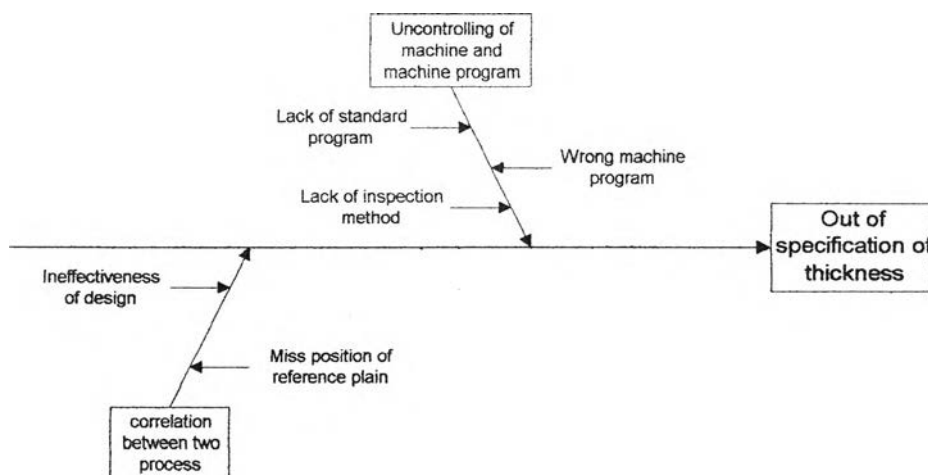 Uncontrolling of
machine and
machine program
Lack of standard
program
Wrong machine
program
Lack of inspection
method
Out of
specification of
thickness
Ineffectiveness
of design
Miss position of
reference plain
correlation
between two
process